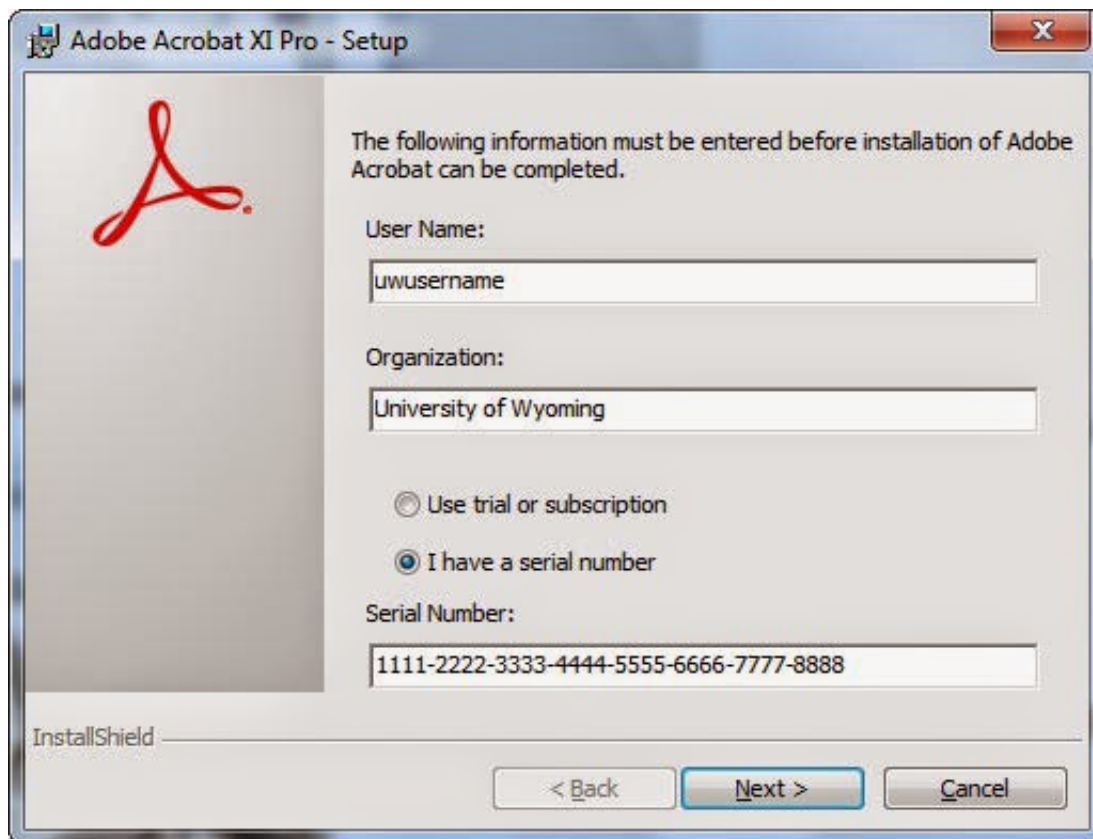 Adobe Acrobat XI Pro - Setup
The following information must be entered before installation of Adobe
Acrobat can be completed.
User Name:
uwusername
Organization:
University of Wyoming
Use trial or subscription
I have a serial number
Serial Number:
1111-2222-3333-4444-5555-6666-7777-8888
InstallShield
< Back Next > Cancel